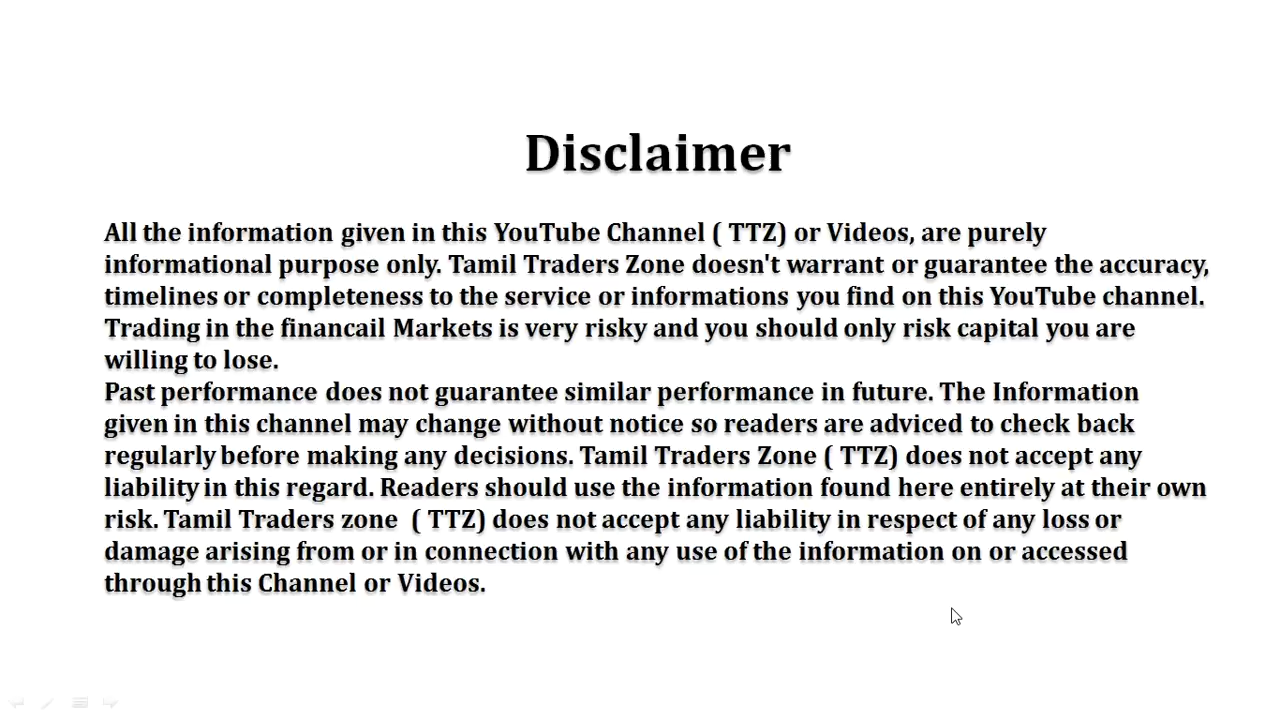 Disclaimer
All the information given in this YouTube Channel ( TTZ) or Videos, are purely
informational purpose only. Tamil Traders Zone doesn't warrant or guarantee the accuracy,
timelines or completeness to the service or informations you find on this YouTube channel.
Trading in the financail Markets is very risky and you should only risk capital you are
willing to lose.
Past performance does not guarantee similar performance in future. The Information
given in this channel may change without notice so readers are adviced to check back
regularly before making any decisions. Tamil Traders Zone ( TTZ) does not accept any
liability in this regard. Readers should use the information found here entirely at their own
risk. Tamil Traders zone  ( TTZ) does not accept any liability in respect of any loss or
damage arising from or in connection with any use of the information on or accessed
through this Channel or Videos.